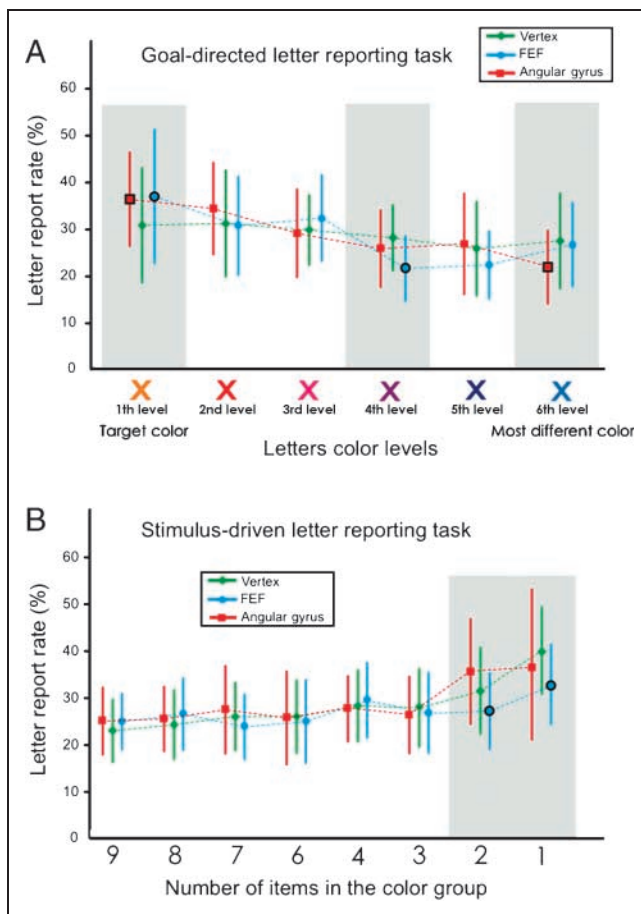 A
Goal-directed letter reporting task
Vertex
FEF
Angular gyrus
Letter report rate (%)
60
50
40
30
20
10
0
X X X X X X
1th level 2nd level 3rd level 4th level 5th level 6th level
Target color Most different color
Letters color levels
B
Stimulus-driven letter reporting task
Vertex
FEF
Angular gyrus
Letter report rate (%)
60
50
40
30
20
10
0
9 8 7 6 4 3 2 1
Number of items in the color group